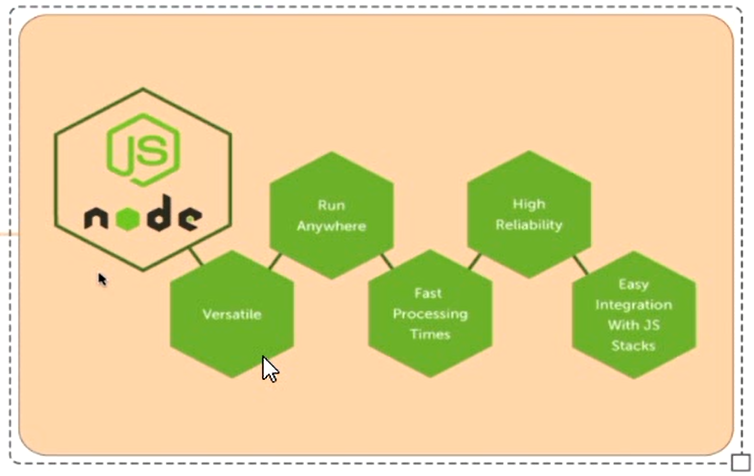 JS
node
Run
Anywhere
High
Reliability
Versatile
Fast
Processing
Times
Easy
Integration
With JS
Stacks